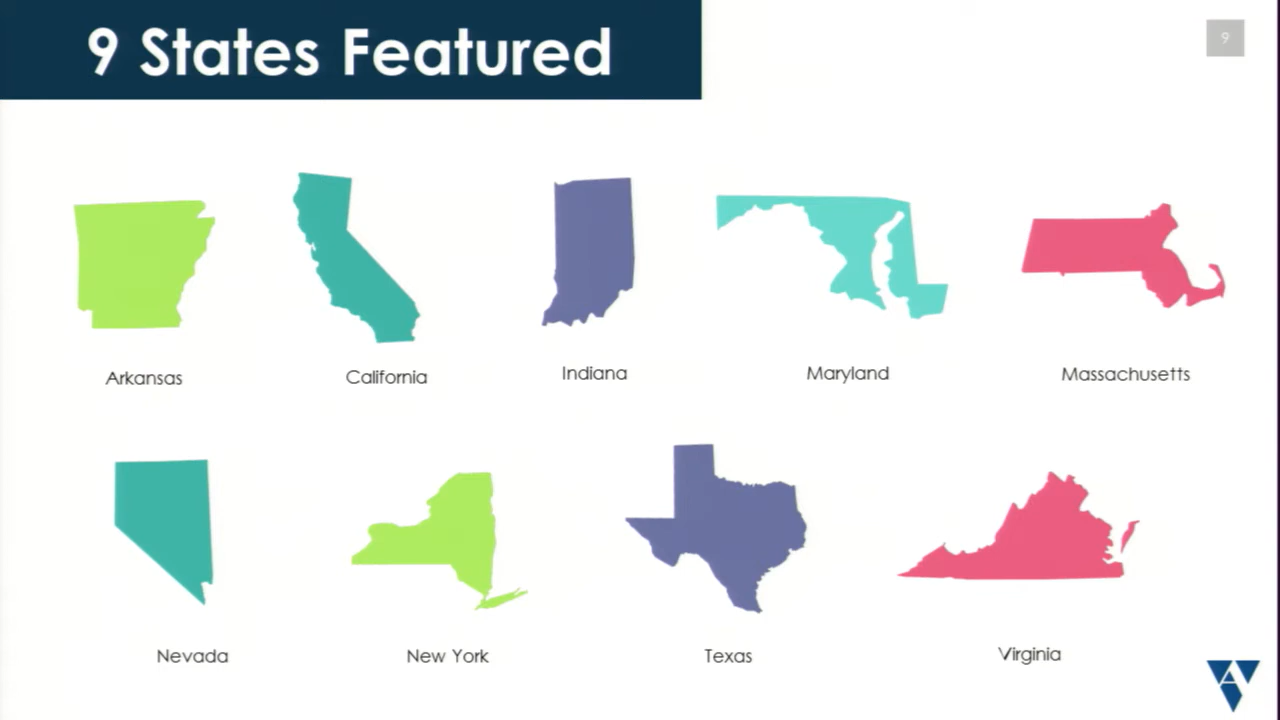 9 States Featured
9
Arkansas
California
Indiana
Maryland
Massachusetts
Nevada
New York
Texas
Virginia
A